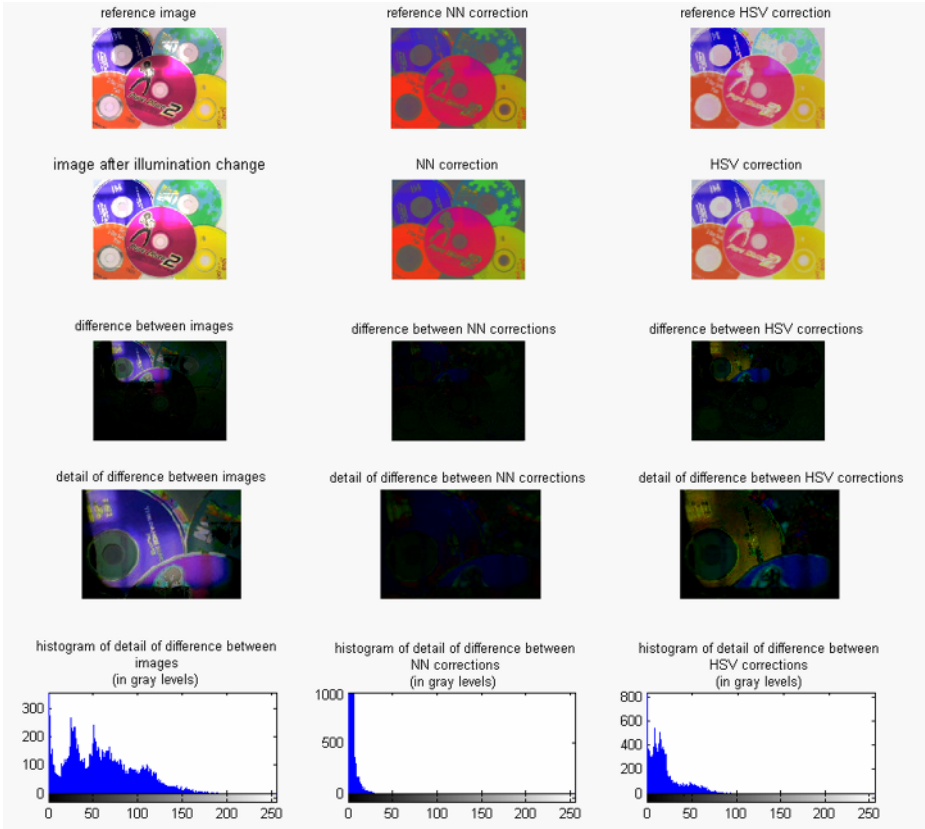 reference image
reference NN correction
reference HSV correction
image after illumination change
NN correction
HSV correction
difference between images
difference between NN corrections
difference between HSV corrections
detail of difference between images
detail of difference between NN corrections
detail of difference between HSV corrections
histogram of detail of difference between
images
(in gray levels)
histogram of detail of difference between
NN corrections
(in gray levels)
histogram of detail of difference between
HSV corrections
(in gray levels)
300
200
100
0
0 50 100 150 200 250
1000
500
0
0 50 100 150 200 250
800
600
400
200
0
0 50 100 150 200 250